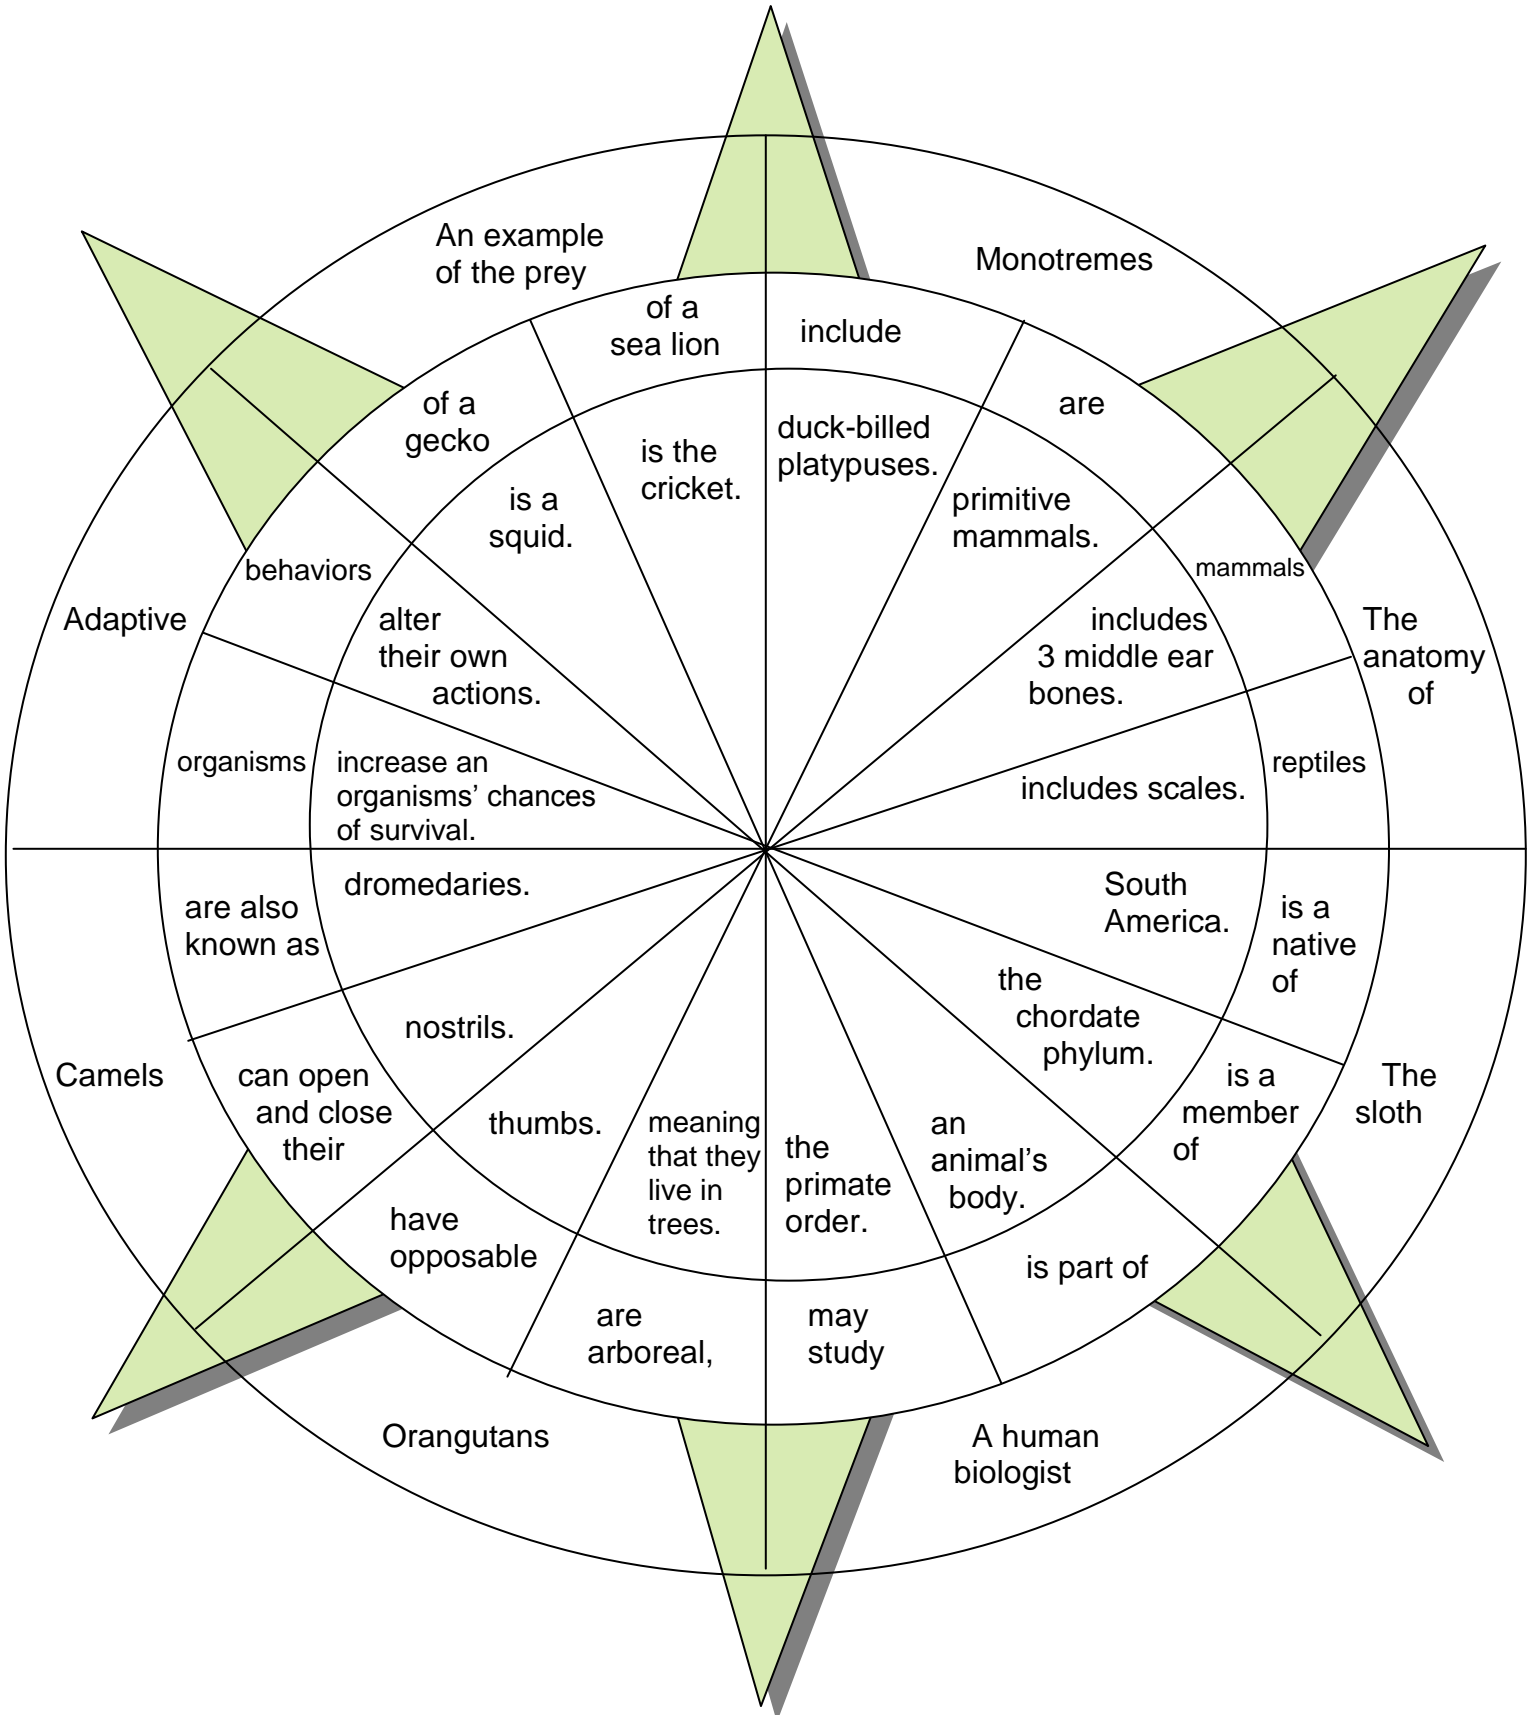 An example
of the prey
Monotremes
of a
sea lion
include
of a
gecko
are
is the
cricket.
duck-billed
platypuses.
is a
squid.
primitive
mammals.
behaviors
mammals
Adaptive
alter
their own
actions.
includes
3 middle ear
bones.
The
anatomy
of
organisms
increase an
organisms’ chances
of survival.
includes scales.
reptiles
are also
known as
dromedaries.
South
America.
is a
native
of
Camels
can open
and close
their
nostrils.
the
chordate
phylum.
is a
member
of
The
sloth
have
opposable
thumbs.
meaning
that they
live in
trees.
the
primate
order.
an
animal’s
body.
is part of
are
arboreal,
may
study
Orangutans
A human
biologist